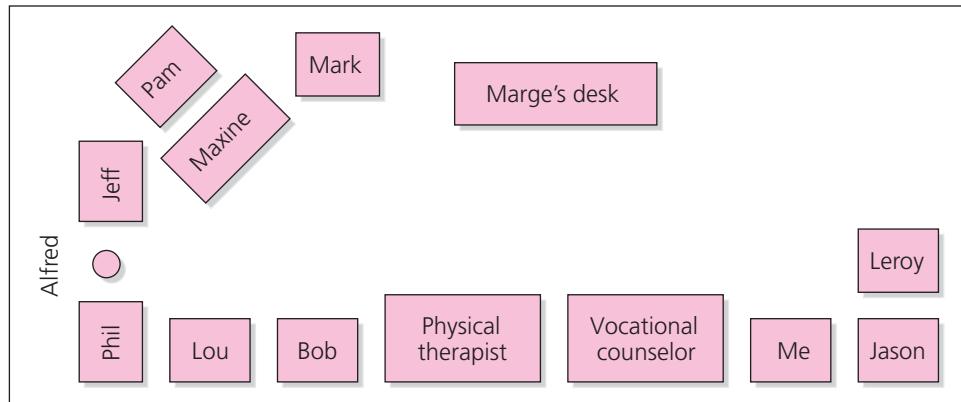 Pam
Mark
Marge’s desk
Maxine
Jeff
Alfred
Leroy
Phil
Lou
Bob
Physical
therapist
Vocational
counselor
Me
Jason